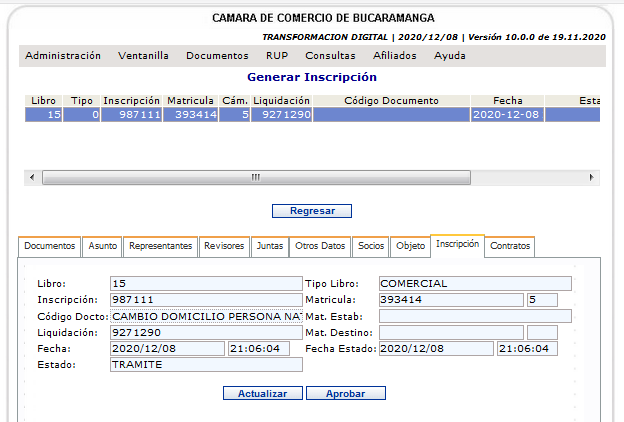 CAMARA DE COMERCIO DE BUCARAMANGA
TRANSFORMACION DIGITAL | 2020/12/08 | Versión 10.0.0 de 19.11.2020
Administración Ventanilla Documentos RUP Consultas Afiliados Ayuda
Generar Inscripción
Libro Tipo Inscripción Matricula Cám. Liquidación Código Documento Fecha Esta
15 0 987111 393414 5 9271290 2020-12-08
Regresar
Documentos Asunto Representantes Revisores Juntas Otros Datos Socios Objeto Inscripción Contratos
Libro: 15 Tipo Libro: COMERCIAL
Inscripción: 987111 Matricula: 393414 5
Código Docto: CAMBIO DOMICILIO PERSONA NAT Mat. Estab:
Liquidación: 9271290 Mat. Destino:
Fecha: 2020/12/08 21:06:04 Fecha Estado: 2020/12/08 21:06:04
Estado: TRAMITE
Actualizar Aprobar